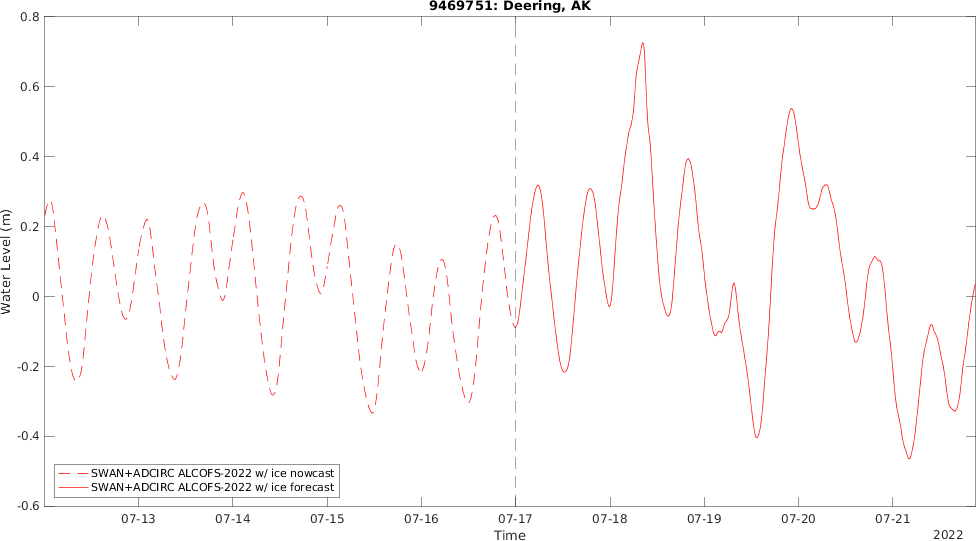 9469751: Deering, AK
0.8
0.6
0.4
0.2
0
-0.2
-0.4
-0.6
Water Level (m)
SWAN+ADCIRC ALCOFS-2022 w/ ice nowcast
SWAN+ADCIRC ALCOFS-2022 w/ ice forecast
07-13 07-14 07-15 07-16 07-17 07-18 07-19 07-20 07-21
Time
2022